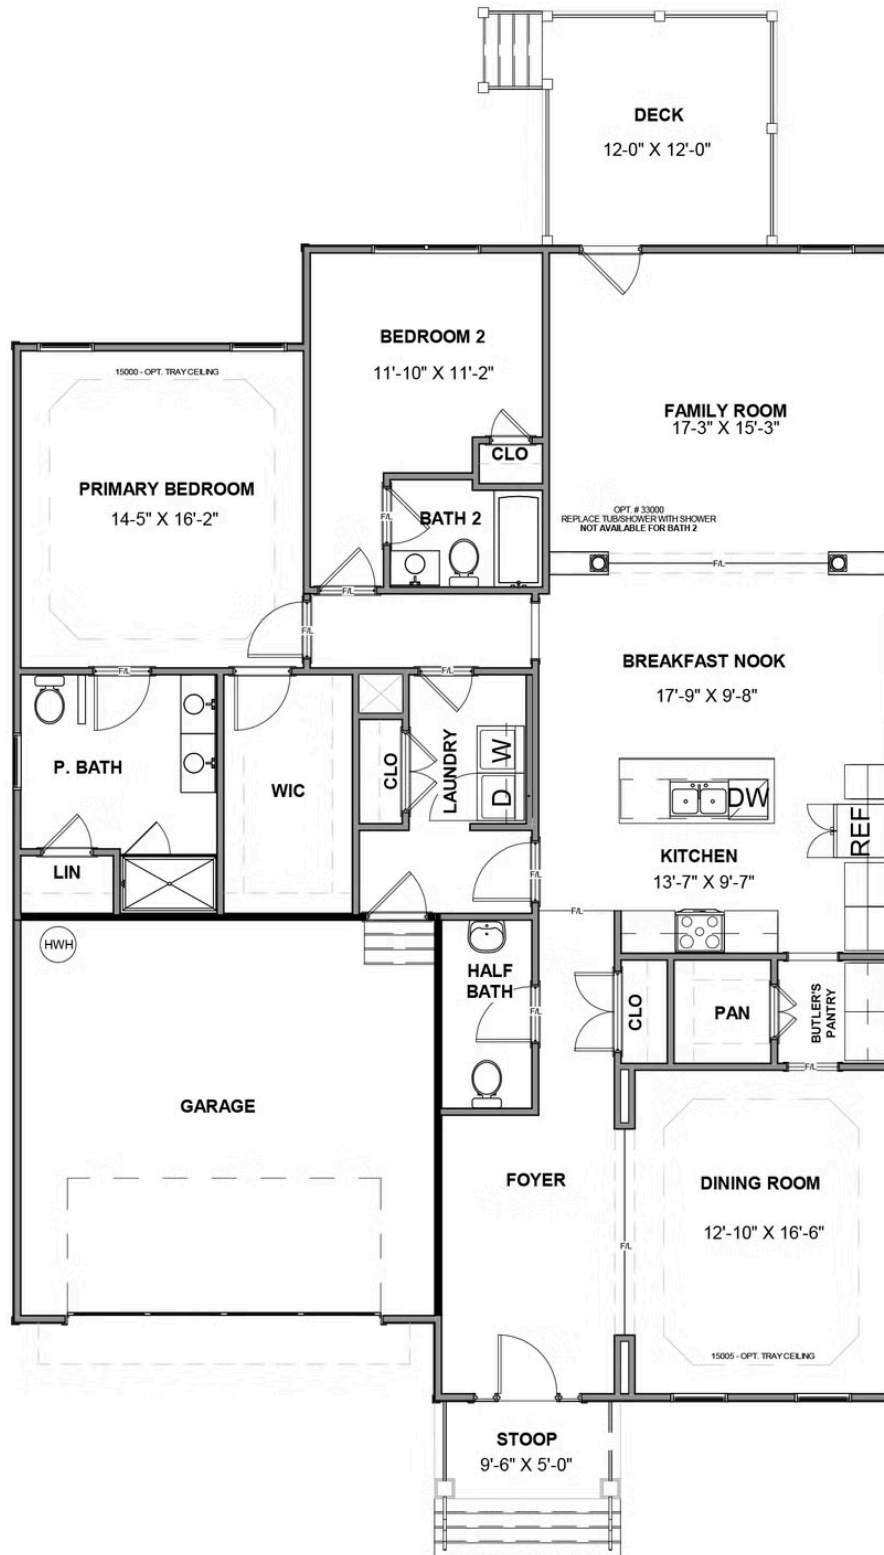 DECK
12-0" X 12'-0"
BEDROOM 2
11'-10" X 11'-2"
15000 - OPT. TRAY CEILING
FAMILY ROOM
17-3" X 15'-3"
CLO
PRIMARY BEDROOM
14-5" X 16'-2"
BATH 2
F/L
OPT. # 33000
REPLACE TUB/SHOWER WITH SHOWER
NOT AVAILABLE FOR BATH 2
F/L
F/L
F/L
BREAKFAST NOOK
17'-9" X 9'-8"
F/L
F/L
P. BATH
WIC
CLO
LAUNDRY
W
D
DW
REF
KITCHEN
13'-7" X 9'-7"
LIN
F/L
F/L
HWH
HALF
BATH
F/L
CLO
PAN
BUTLER'S
PANTRY
F/L
GARAGE
FOYER
DINING ROOM
12'-10" X 16'-6"
F/L
15005 - OPT. TRAY CEILING
STOOP
9'-6" X 5'-0"